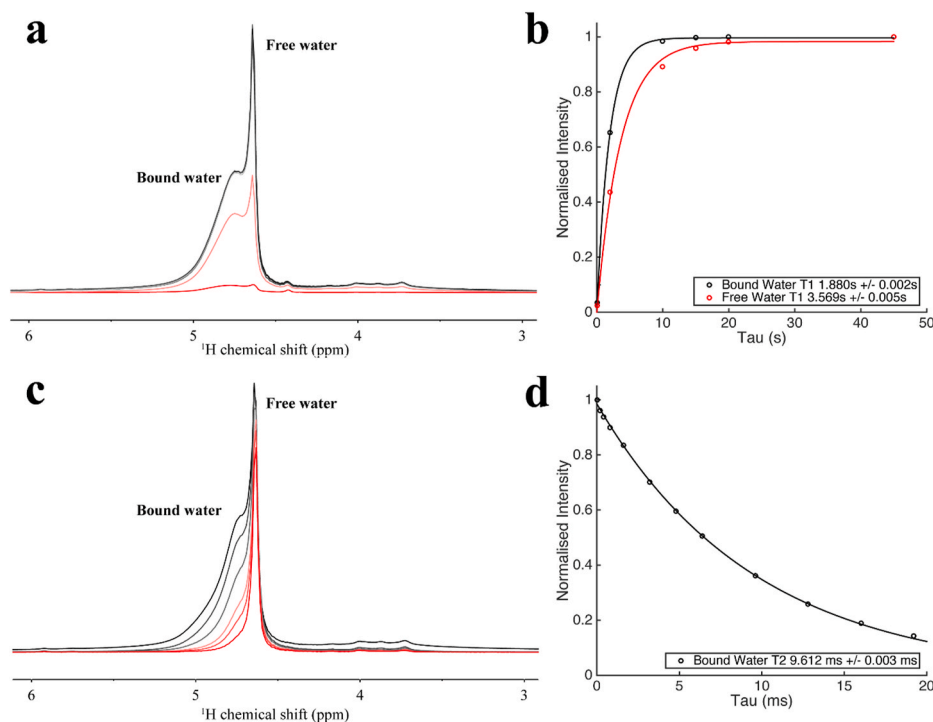 a
Free water
Bound water
6
5
4
3
¹H chemical shift (ppm)
b
Normalised Intensity
1
0.8
0.6
0.4
0.2
0
0
10
20
30
40
50
Tau (s)
Bound Water T1 1.880s +/- 0.002s
Free Water T1 3.569s +/- 0.005s
c
Free water
Bound water
6
5
4
3
¹H chemical shift (ppm)
d
Normalised Intensity
1
0.8
0.6
0.4
0.2
0
0
5
10
15
20
Tau (ms)
Bound Water T2 9.612 ms +/- 0.003 ms